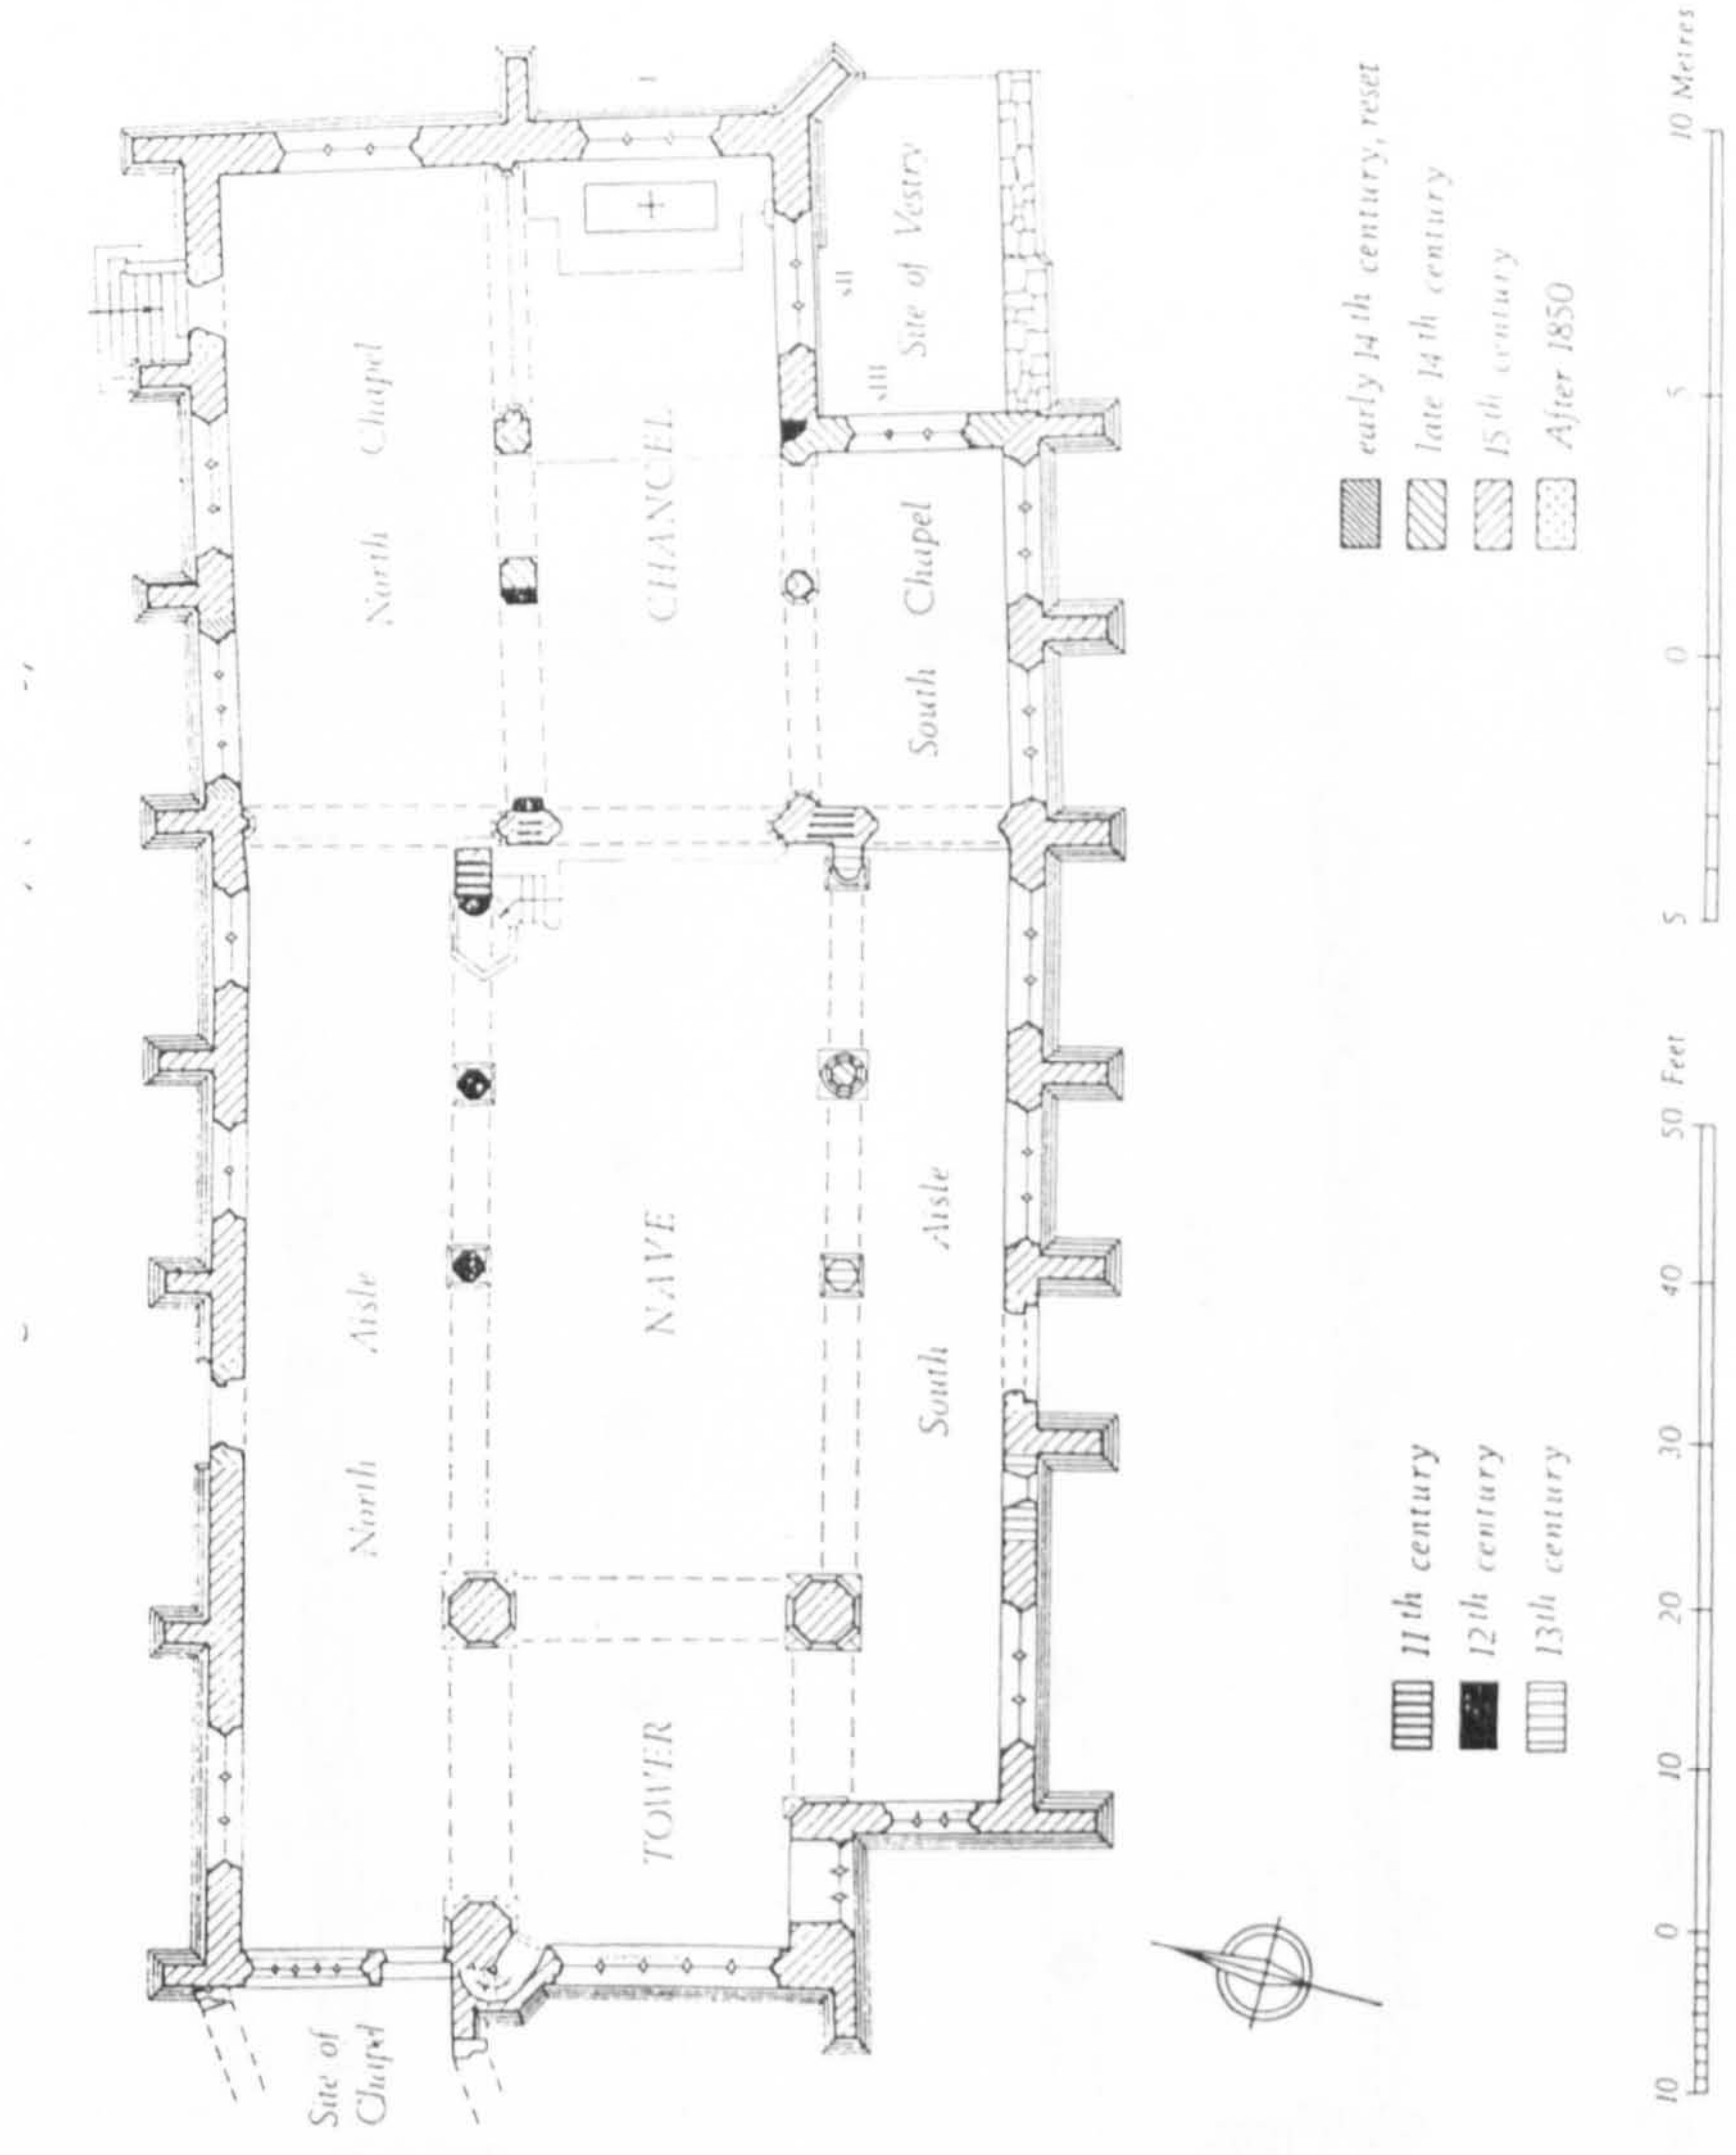 North Chapel
CHANCEL
South Chapel
Site of Vestry
I
sII
sIII
North Aisle
NAVE
South Aisle
TOWER
Site of
Chapel
11th century
12th century
13th century
early 14th century, reset
late 14th century
15th century
After 1850
10 0 10 20 30 40 50 Feet
5 0 5 10 Metres